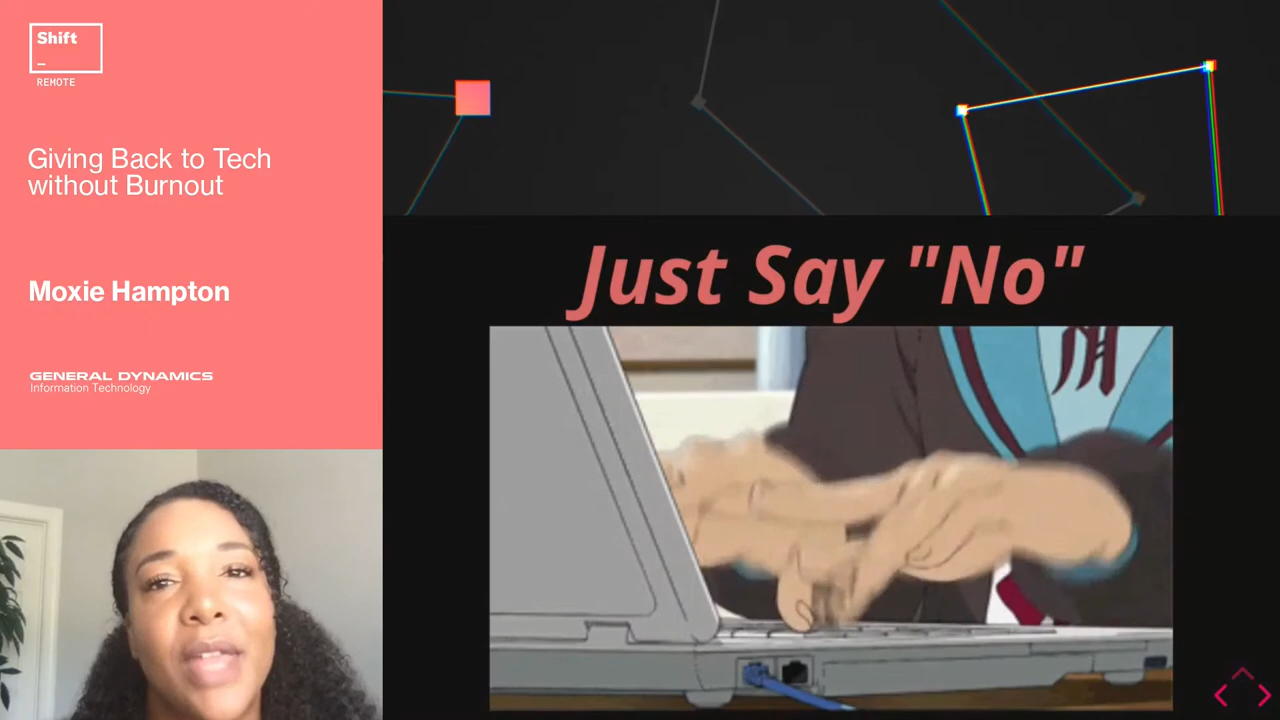 Shift
_
REMOTE
Giving Back to Tech
without Burnout
Moxie Hampton
GENERAL DYNAMICS
Information Technology
Just Say "No"